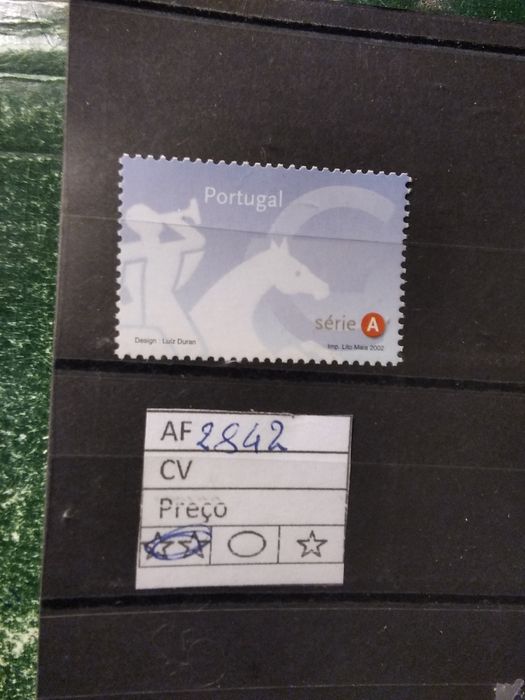 Portugal
série A
Design : Luiz Duran
Imp. Lito Maia 2002
AF 2842
CV
Preço